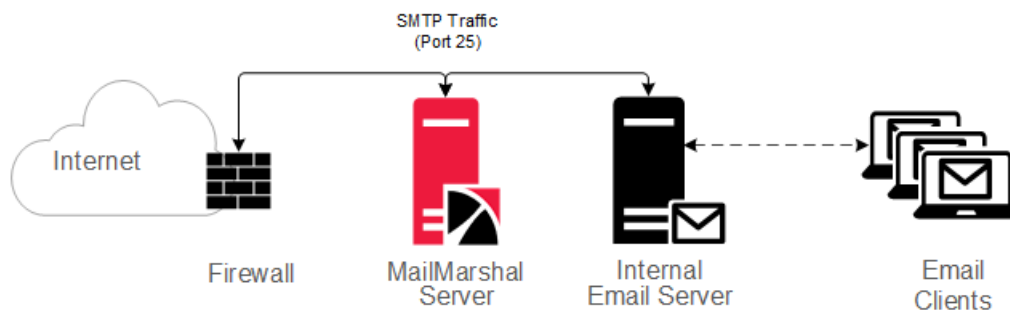 SMTP Traffic
(Port 25)
Internet
Firewall
MailMarshal
Server
Internal
Email Server
Email
Clients